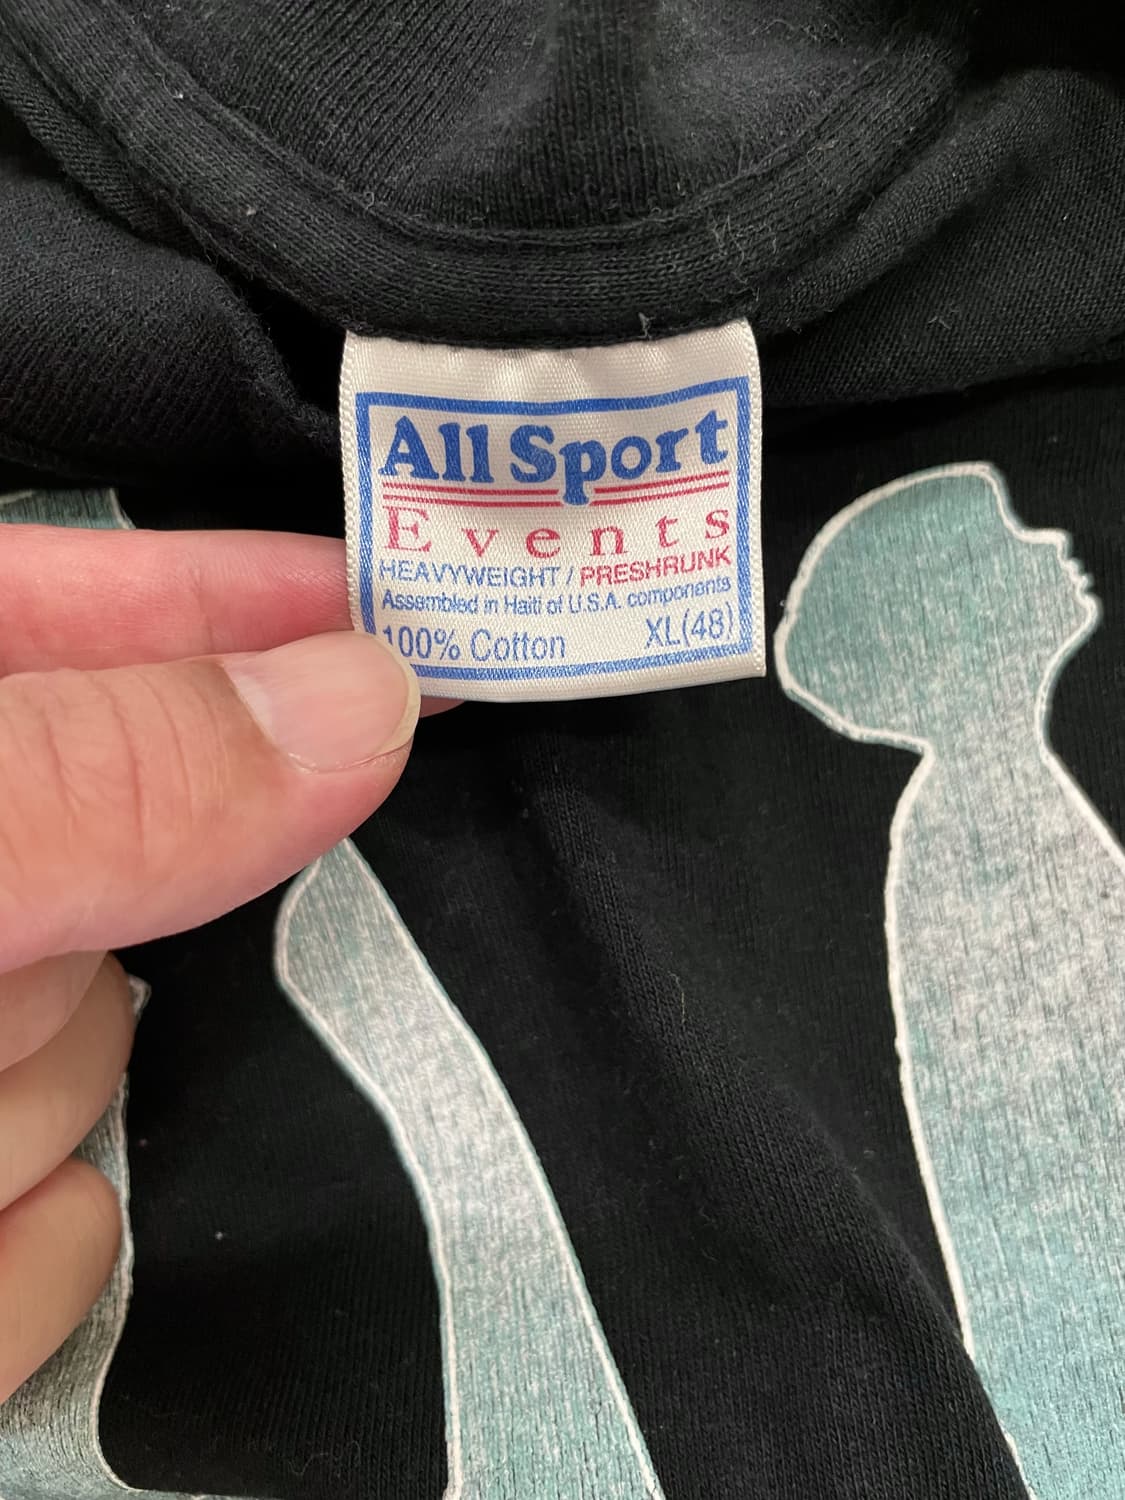 All Sport
Events
HEAVYWEIGHT / PRESHRUNK
Assembled in Haiti of U.S.A. components
100% Cotton XL(48)